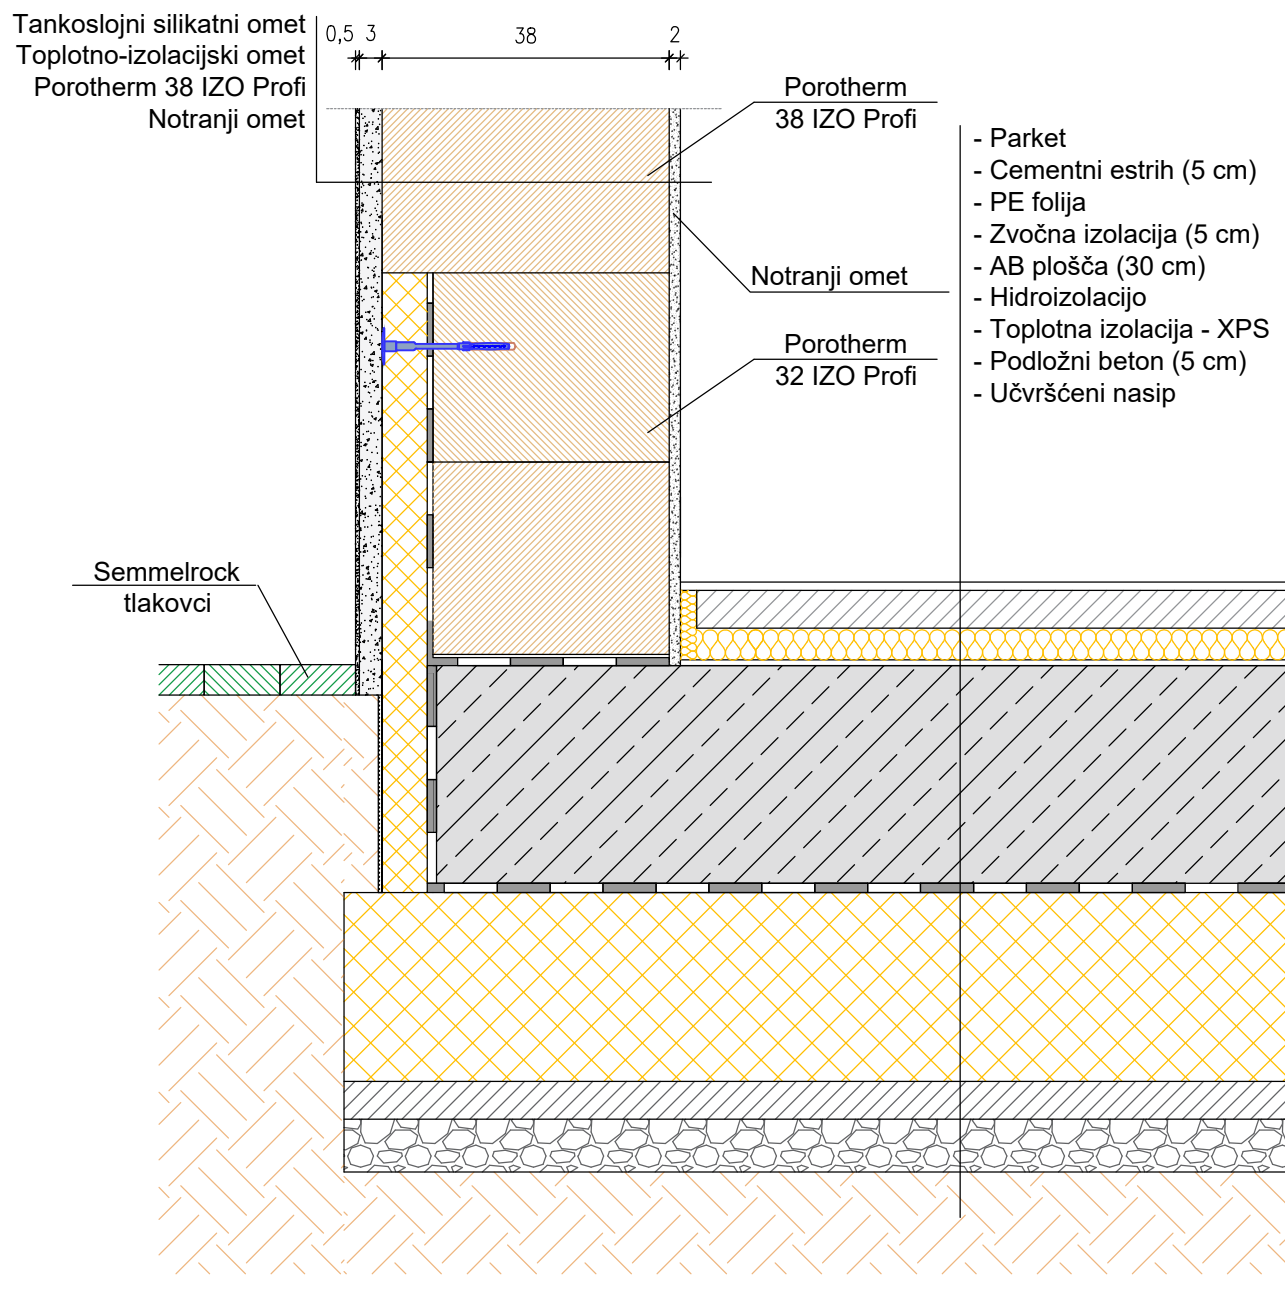 Tankoslojni silikatni omet
Toplotno-izolacijski omet
Porotherm 38 IZO Profi
Notranji omet
0,5 3 38 2
Porotherm
38 IZO Profi
- Parket
- Cementni estrih (5 cm)
- PE folija
- Zvočna izolacija (5 cm)
- AB plošča (30 cm)
- Hidroizolacijo
- Toplotna izolacija - XPS
- Podložni beton (5 cm)
- Učvršćeni nasip
Notranji omet
Porotherm
32 IZO Profi
Semmelrock
tlakovci